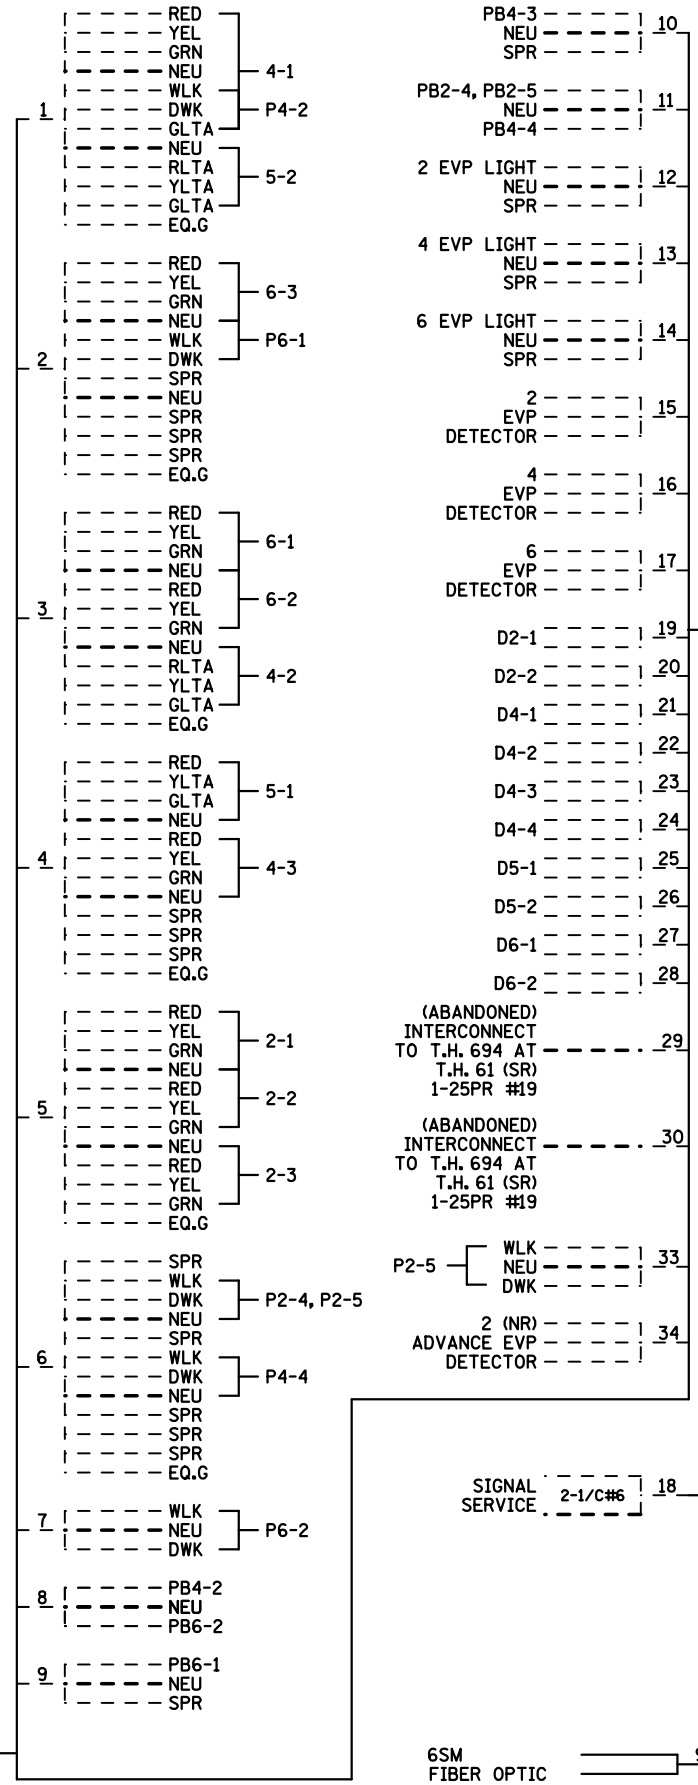 RED
YEL
GRN
NEU
4-1
WLK
1
DWK
P4-2
GLTA
NEU
RLTA
5-2
YLTA
GLTA
EQ.G
RED
YEL
6-3
GRN
NEU
WLK
P6-1
2
DWK
SPR
NEU
SPR
SPR
SPR
EQ.G
RED
YEL
6-1
GRN
NEU
RED
6-2
3
YEL
GRN
NEU
RLTA
4-2
YLTA
GLTA
EQ.G
RED
YLTA
5-1
GLTA
NEU
RED
4
YEL
4-3
GRN
NEU
SPR
SPR
SPR
EQ.G
RED
YEL
2-1
GRN
NEU
RED
2-2
5
YEL
GRN
NEU
RED
2-3
YEL
GRN
EQ.G
SPR
WLK
DWK
P2-4, P2-5
NEU
SPR
6
WLK
DWK
P4-4
NEU
SPR
SPR
SPR
EQ.G
7
WLK
NEU
P6-2
DWK
8
PB4-2
NEU
PB6-2
9
PB6-1
NEU
SPR
PB4-3
NEU
10
SPR
PB2-4, PB2-5
NEU
11
PB4-4
2 EVP LIGHT
NEU
12
SPR
4 EVP LIGHT
NEU
13
SPR
6 EVP LIGHT
NEU
14
SPR
2
EVP
15
DETECTOR
4
EVP
16
DETECTOR
6
EVP
17
DETECTOR
D2-1 19
D2-2 20
D4-1 21
D4-2 22
D4-3 23
D4-4 24
D5-1 25
D5-2 26
D6-1 27
D6-2 28
(ABANDONED)
INTERCONNECT
TO T.H. 694 AT
29
T.H. 61 (SR)
1-25PR #19
(ABANDONED)
INTERCONNECT
30
TO T.H. 694 AT
T.H. 61 (SR)
1-25PR #19
WLK
P2-5
NEU
33
DWK
2 (NR)
ADVANCE EVP
34
DETECTOR
SIGNAL
SERVICE
2-1/C#6
18
6SM
FIBER OPTIC